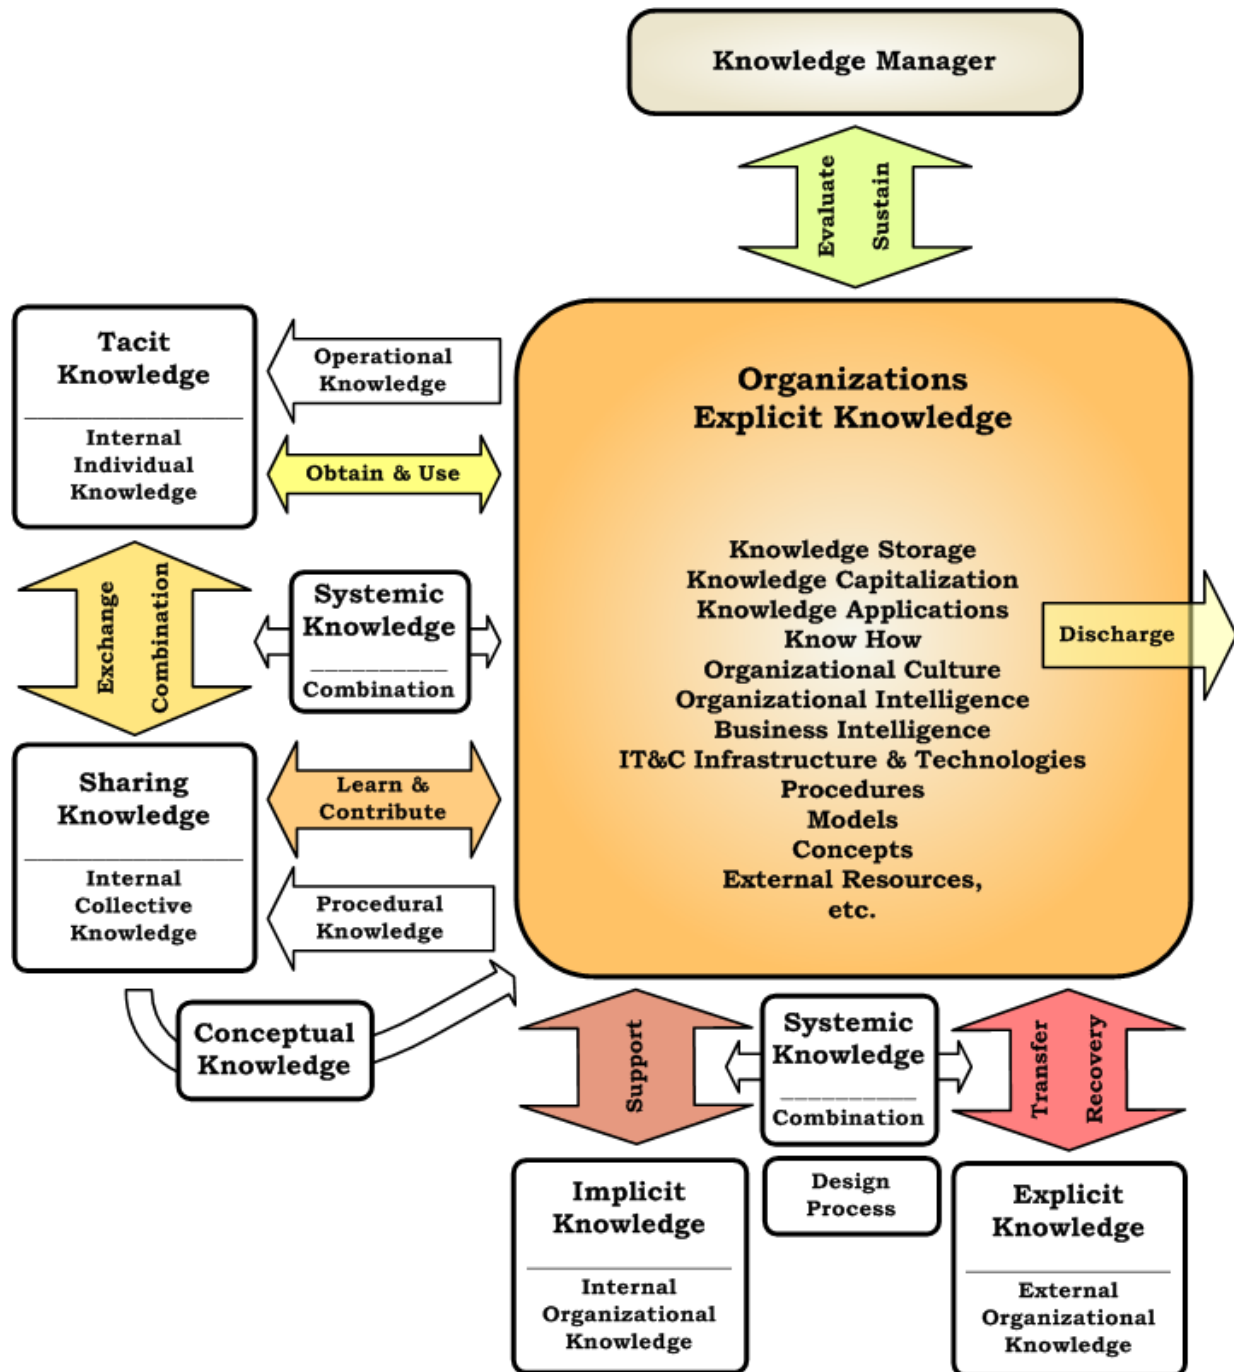 Knowledge Manager
Evaluate
Sustain
Tacit
Knowledge
Internal
Individual
Knowledge
Operational
Knowledge
Obtain & Use
Organizations
Explicit Knowledge
Knowledge Storage
Knowledge Capitalization
Knowledge Applications
Know How
Organizational Culture
Organizational Intelligence
Business Intelligence
IT&C Infrastructure & Technologies
Procedures
Models
Concepts
External Resources,
etc.
Discharge
Exchange
Combination
Systemic
Knowledge
Combination
Sharing
Knowledge
Internal
Collective
Knowledge
Learn &
Contribute
Procedural
Knowledge
Conceptual
Knowledge
Support
Systemic
Knowledge
Combination
Transfer
Recovery
Implicit
Knowledge
Internal
Organizational
Knowledge
Design
Process
Explicit
Knowledge
External
Organizational
Knowledge